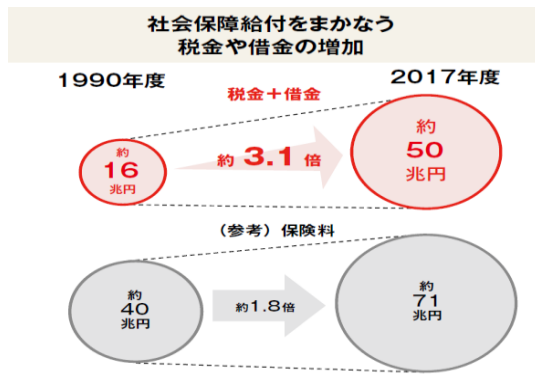 社会保障給付をまかなう
税金や借金の増加
1990年度
2017年度
税金＋借金
約
16
兆円
約 3.1 倍
約
50
兆円
（参考）保険料
約
40
兆円
約1.8倍
約
71
兆円